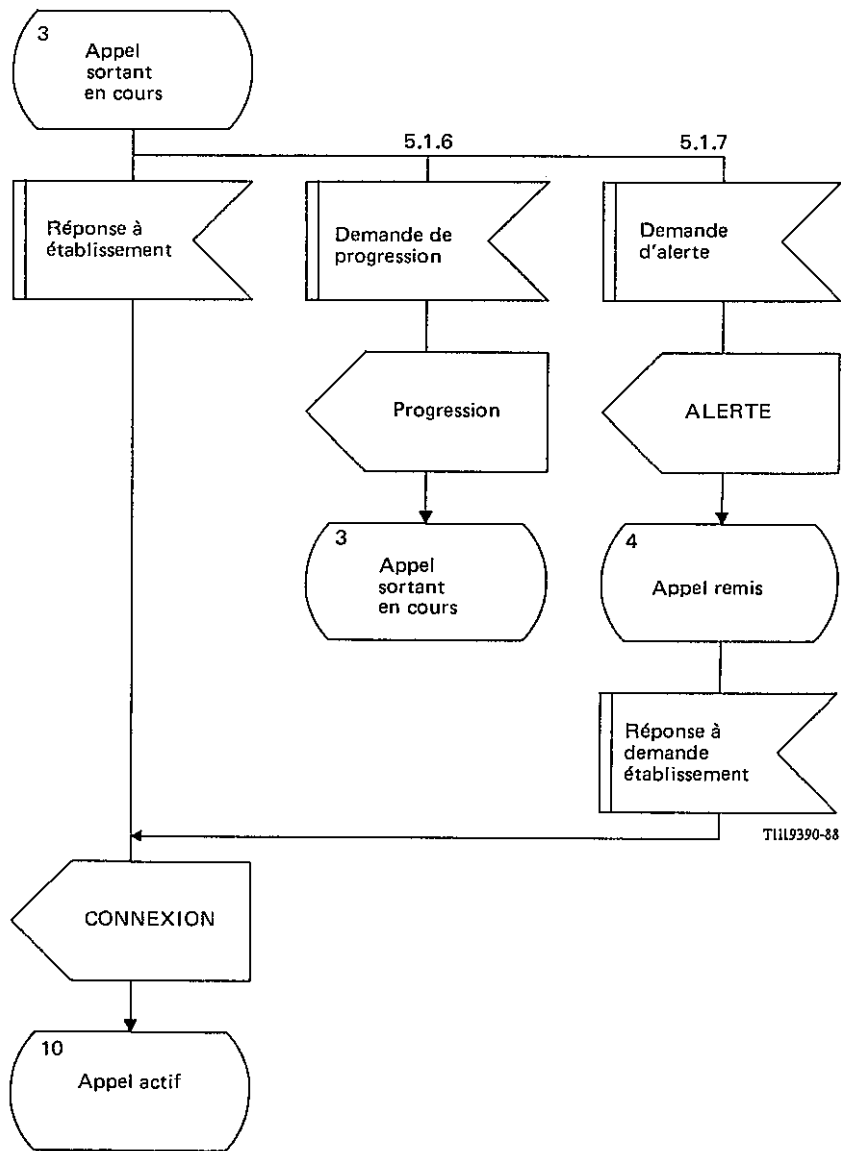 3
Appel
sortant
en cours
5.1.6
5.1.7
Réponse à
établissement
Demande de
progression
Demande
d'alerte
Progression
ALERTE
3
Appel
sortant
en cours
4
Appel remis
Réponse à
demande
établissement
T1119390-88
CONNEXION
10
Appel actif